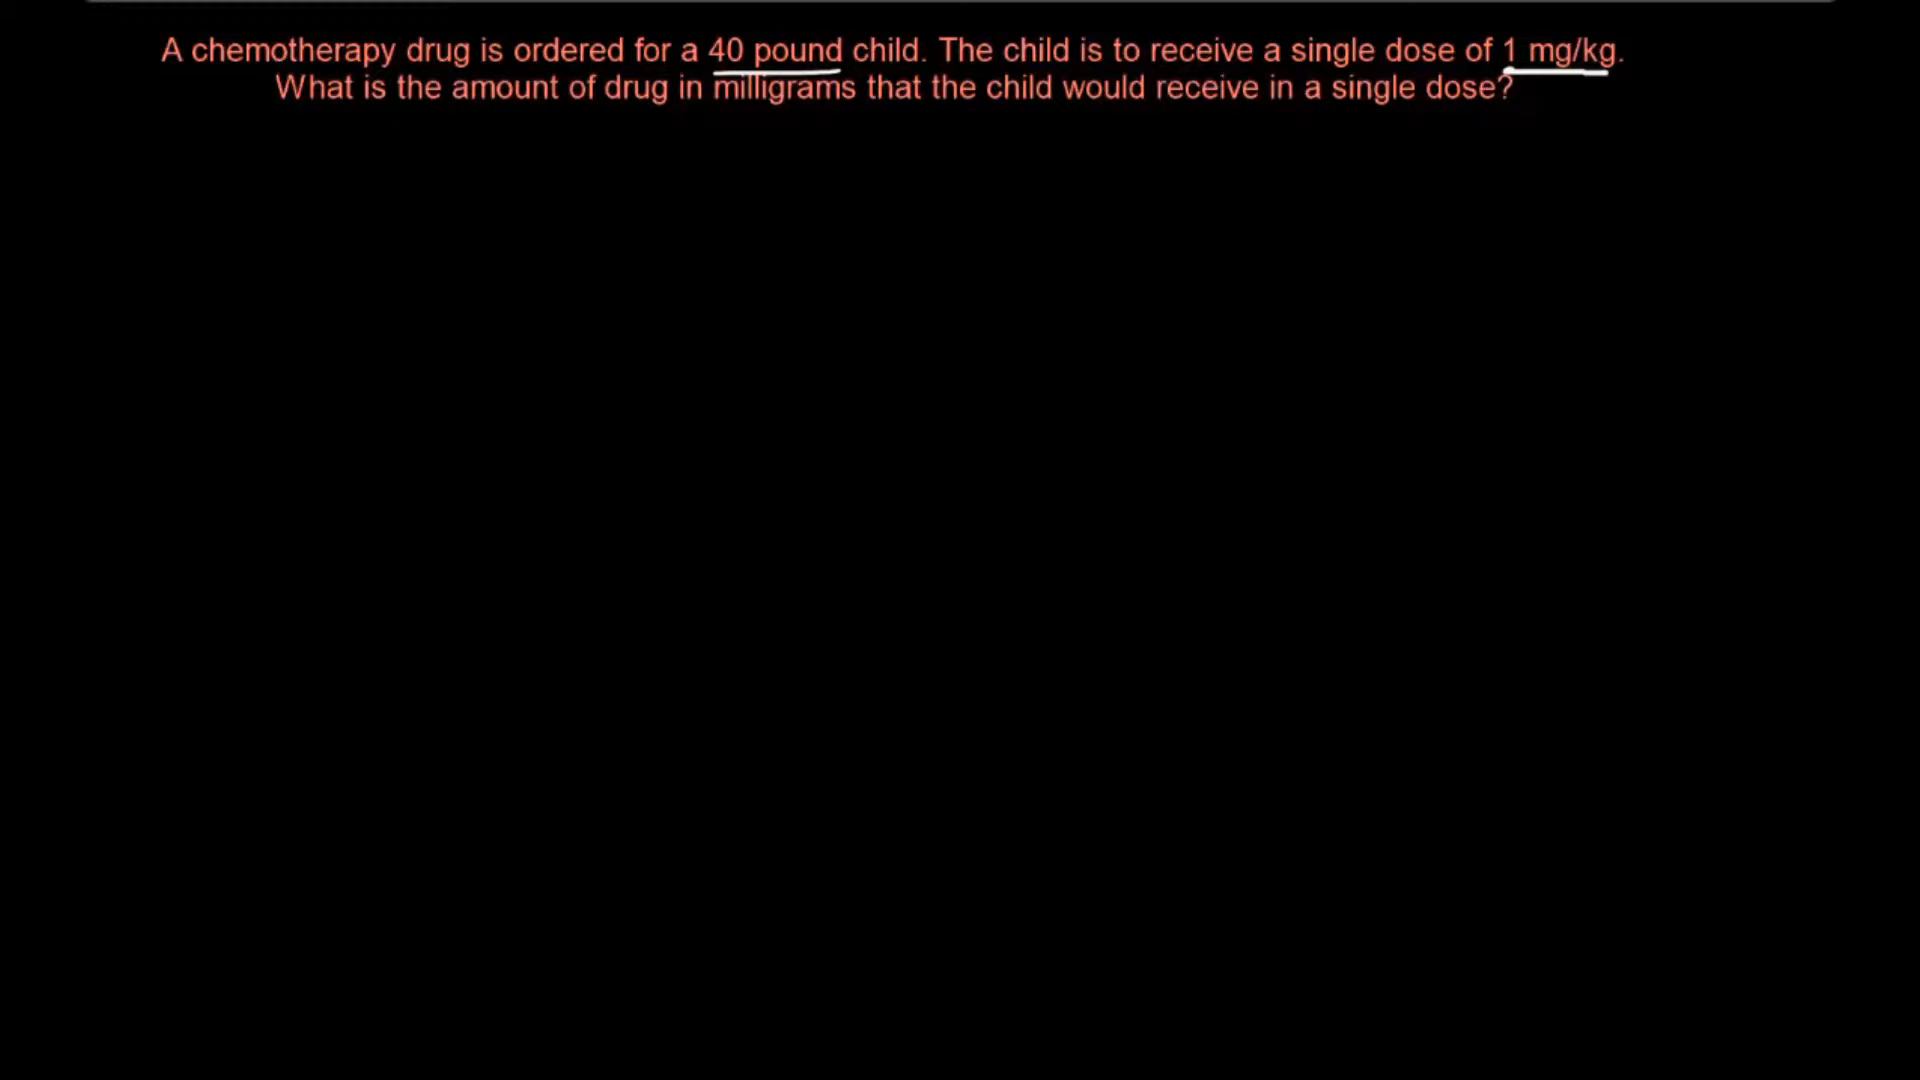 A chemotherapy drug is ordered for a 40 pound child. The child is to receive a single dose of 1 mg/kg.
What is the amount of drug in milligrams that the child would receive in a single dose?